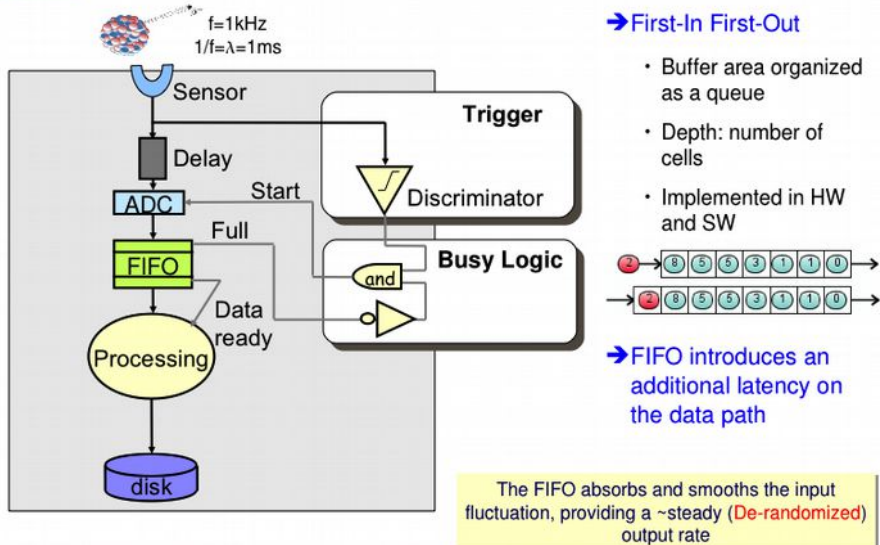 f=1kHz
1/f=λ=1ms
Sensor
Trigger
Delay
Discriminator
Start
ADC
Full
Busy Logic
FIFO
and
Data
ready
Processing
disk
➔First-In First-Out
• Buffer area organized
as a queue
• Depth: number of
cells
• Implemented in HW
and SW
2 8 5 5 3 1 1 0
2 8 5 5 3 1 1 0
➔FIFO introduces an
additional latency on
the data path
The FIFO absorbs and smooths the input
fluctuation, providing a ~steady (De-randomized)
output rate